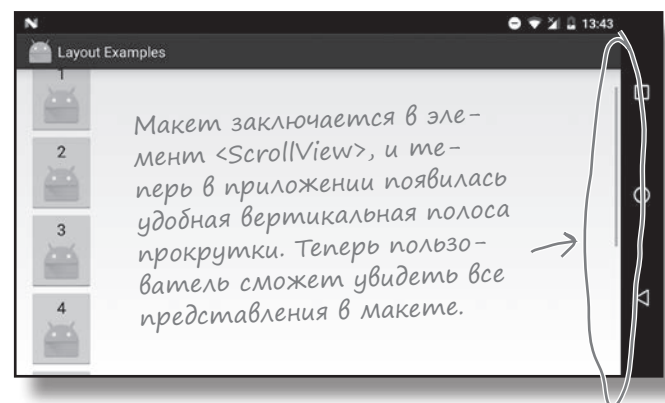 13:43
Layout Examples
1
2
3
4
Макет заключается в эле-
мент <ScrollView>, и те-
перь в приложении появилась
удобная вертикальная полоса
прокрутки. Теперь пользо-
ватель сможет увидеть все
представления в макете.